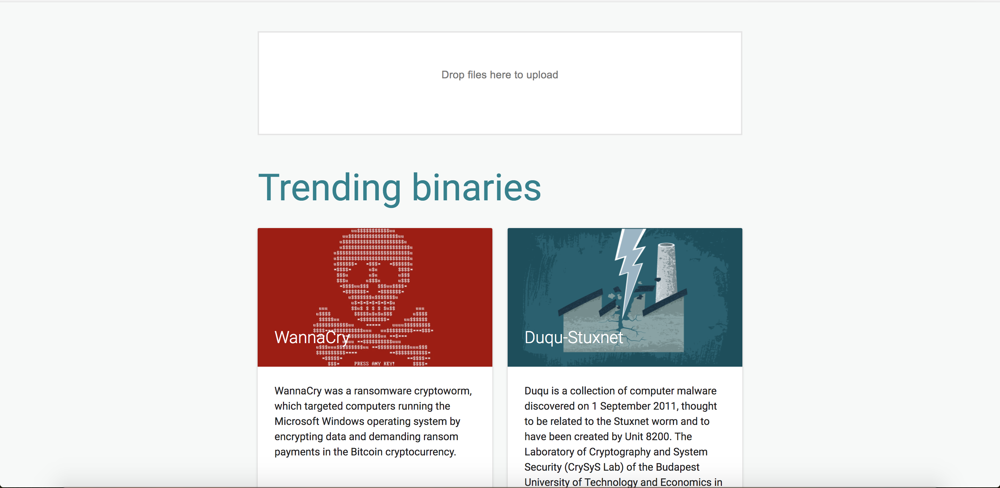 Drop files here to upload
Trending binaries
WannaCry
PRESS ANY KEY!
WannaCry was a ransomware cryptoworm,
which targeted computers running the
Microsoft Windows operating system by
encrypting data and demanding ransom
payments in the Bitcoin cryptocurrency.
Duqu-Stuxnet
Duqu is a collection of computer malware
discovered on 1 September 2011, thought
to be related to the Stuxnet worm and to
have been created by Unit 8200. The
Laboratory of Cryptography and System
Security (CrySyS Lab) of the Budapest
University of Technology and Economics in